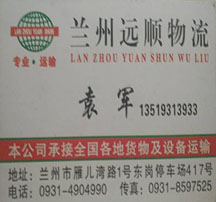 LAN ZHOU YUAN SHUN
兰州远顺物流
LAN ZHOU YUAN SHUN WU LIU
专业·运输
袁军 13519313933
本公司承接全国各地货物及设备运输
地址:兰州市雁儿湾路1号东岗停车场417号
电话:0931-4904990 传真:0931-8597525